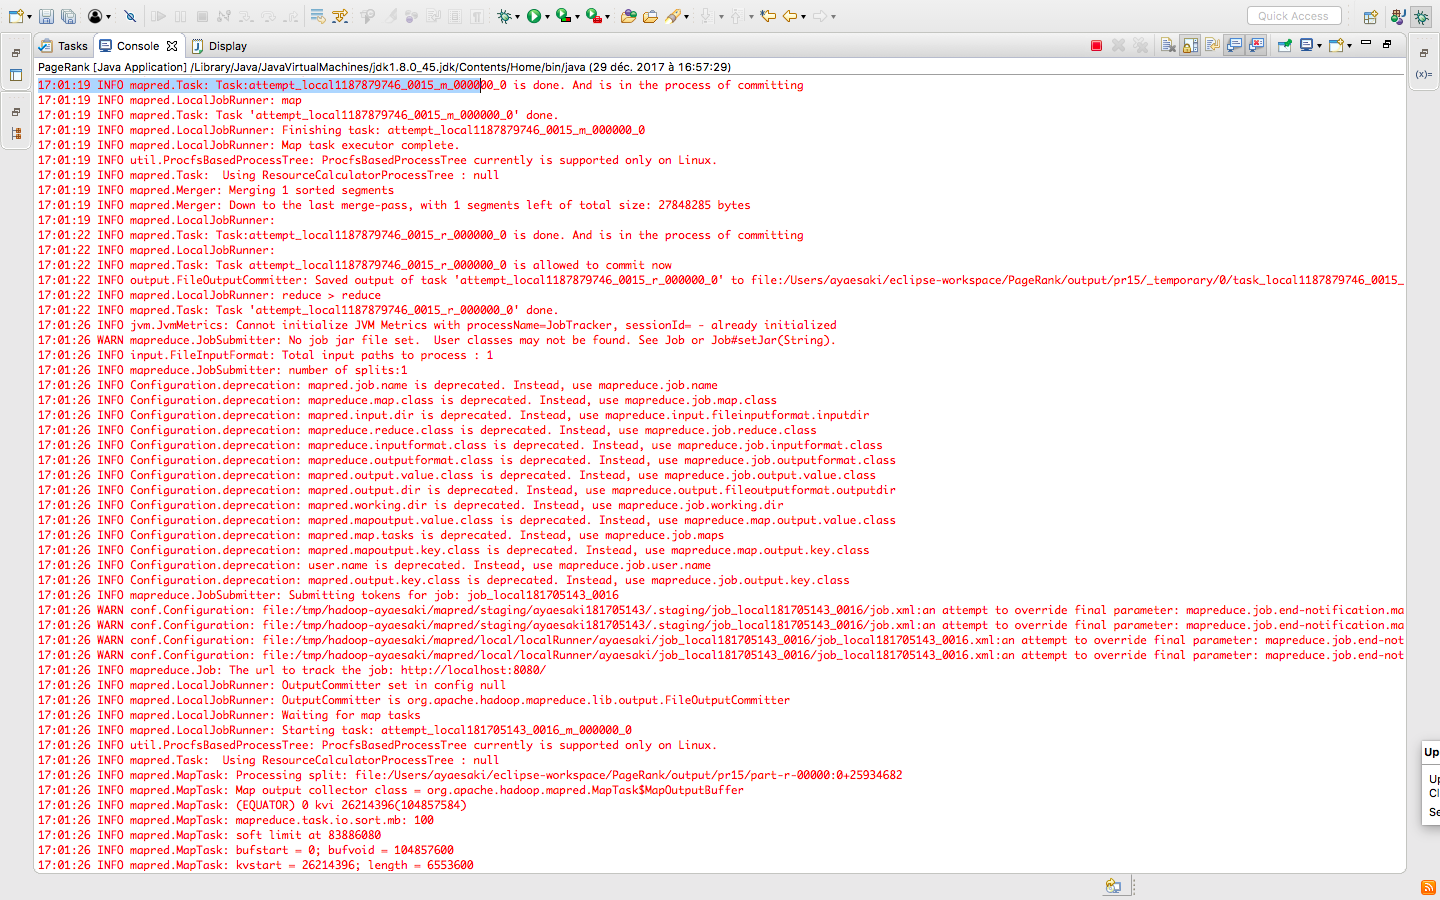 Quick Access
Tasks
Console
Display
PageRank [Java Application] /Library/Java/JavaVirtualMachines/jdk1.8.0_45.jdk/Contents/Home/bin/java (29 déc. 2017 à 16:57:29)
17:01:19 INFO mapred.Task: Task:attempt_local1187879746_0015_m_000000_0 is done. And is in the process of committing
17:01:19 INFO mapred.LocalJobRunner: map
17:01:19 INFO mapred.Task: Task 'attempt_local1187879746_0015_m_000000_0' done.
17:01:19 INFO mapred.LocalJobRunner: Finishing task: attempt_local1187879746_0015_m_000000_0
17:01:19 INFO mapred.LocalJobRunner: Map task executor complete.
17:01:19 INFO util.ProcfsBasedProcessTree: ProcfsBasedProcessTree currently is supported only on Linux.
17:01:19 INFO mapred.Task:  Using ResourceCalculatorProcessTree : null
17:01:19 INFO mapred.Merger: Merging 1 sorted segments
17:01:19 INFO mapred.Merger: Down to the last merge-pass, with 1 segments left of total size: 27848285 bytes
17:01:19 INFO mapred.LocalJobRunner:
17:01:22 INFO mapred.Task: Task:attempt_local1187879746_0015_r_000000_0 is done. And is in the process of committing
17:01:22 INFO mapred.LocalJobRunner:
17:01:22 INFO mapred.Task: Task attempt_local1187879746_0015_r_000000_0 is allowed to commit now
17:01:22 INFO output.FileOutputCommitter: Saved output of task 'attempt_local1187879746_0015_r_000000_0' to file:/Users/ayaesaki/eclipse-workspace/PageRank/output/pr15/_temporary/0/task_local1187879746_0015_
17:01:22 INFO mapred.LocalJobRunner: reduce > reduce
17:01:22 INFO mapred.Task: Task 'attempt_local1187879746_0015_r_000000_0' done.
17:01:26 INFO jvm.JvmMetrics: Cannot initialize JVM Metrics with processName=JobTracker, sessionId= - already initialized
17:01:26 WARN mapreduce.JobSubmitter: No job jar file set.  User classes may not be found. See Job or Job#setJar(String).
17:01:26 INFO input.FileInputFormat: Total input paths to process : 1
17:01:26 INFO mapreduce.JobSubmitter: number of splits:1
17:01:26 INFO Configuration.deprecation: mapred.job.name is deprecated. Instead, use mapreduce.job.name
17:01:26 INFO Configuration.deprecation: mapreduce.map.class is deprecated. Instead, use mapreduce.job.map.class
17:01:26 INFO Configuration.deprecation: mapred.input.dir is deprecated. Instead, use mapreduce.input.fileinputformat.inputdir
17:01:26 INFO Configuration.deprecation: mapreduce.reduce.class is deprecated. Instead, use mapreduce.job.reduce.class
17:01:26 INFO Configuration.deprecation: mapreduce.inputformat.class is deprecated. Instead, use mapreduce.job.inputformat.class
17:01:26 INFO Configuration.deprecation: mapreduce.outputformat.class is deprecated. Instead, use mapreduce.job.outputformat.class
17:01:26 INFO Configuration.deprecation: mapred.output.value.class is deprecated. Instead, use mapreduce.job.output.value.class
17:01:26 INFO Configuration.deprecation: mapred.output.dir is deprecated. Instead, use mapreduce.output.fileoutputformat.outputdir
17:01:26 INFO Configuration.deprecation: mapred.working.dir is deprecated. Instead, use mapreduce.job.working.dir
17:01:26 INFO Configuration.deprecation: mapred.mapoutput.value.class is deprecated. Instead, use mapreduce.map.output.value.class
17:01:26 INFO Configuration.deprecation: mapred.map.tasks is deprecated. Instead, use mapreduce.job.maps
17:01:26 INFO Configuration.deprecation: mapred.mapoutput.key.class is deprecated. Instead, use mapreduce.map.output.key.class
17:01:26 INFO Configuration.deprecation: user.name is deprecated. Instead, use mapreduce.job.user.name
17:01:26 INFO Configuration.deprecation: mapred.output.key.class is deprecated. Instead, use mapreduce.job.output.key.class
17:01:26 INFO mapreduce.JobSubmitter: Submitting tokens for job: job_local181705143_0016
17:01:26 WARN conf.Configuration: file:/tmp/hadoop-ayaesaki/mapred/staging/ayaesaki181705143/.staging/job_local181705143_0016/job.xml:an attempt to override final parameter: mapreduce.job.end-notification.ma
17:01:26 WARN conf.Configuration: file:/tmp/hadoop-ayaesaki/mapred/staging/ayaesaki181705143/.staging/job_local181705143_0016/job.xml:an attempt to override final parameter: mapreduce.job.end-notification.ma
17:01:26 WARN conf.Configuration: file:/tmp/hadoop-ayaesaki/mapred/local/localRunner/ayaesaki/job_local181705143_0016/job_local181705143_0016.xml:an attempt to override final parameter: mapreduce.job.end-not
17:01:26 WARN conf.Configuration: file:/tmp/hadoop-ayaesaki/mapred/local/localRunner/ayaesaki/job_local181705143_0016/job_local181705143_0016.xml:an attempt to override final parameter: mapreduce.job.end-not
17:01:26 INFO mapreduce.Job: The url to track the job: http://localhost:8080/
17:01:26 INFO mapred.LocalJobRunner: OutputCommitter set in config null
17:01:26 INFO mapred.LocalJobRunner: OutputCommitter is org.apache.hadoop.mapreduce.lib.output.FileOutputCommitter
17:01:26 INFO mapred.LocalJobRunner: Waiting for map tasks
17:01:26 INFO mapred.LocalJobRunner: Starting task: attempt_local181705143_0016_m_000000_0
17:01:26 INFO util.ProcfsBasedProcessTree: ProcfsBasedProcessTree currently is supported only on Linux.
17:01:26 INFO mapred.Task:  Using ResourceCalculatorProcessTree : null
17:01:26 INFO mapred.MapTask: Processing split: file:/Users/ayaesaki/eclipse-workspace/PageRank/output/pr15/part-r-00000:0+25934682
17:01:26 INFO mapred.MapTask: Map output collector class = org.apache.hadoop.mapred.MapTask$MapOutputBuffer
17:01:26 INFO mapred.MapTask: (EQUATOR) 0 kvi 26214396(104857584)
17:01:26 INFO mapred.MapTask: mapreduce.task.io.sort.mb: 100
17:01:26 INFO mapred.MapTask: soft limit at 83886080
17:01:26 INFO mapred.MapTask: bufstart = 0; bufvoid = 104857600
17:01:26 INFO mapred.MapTask: kvstart = 26214396; length = 6553600
(x)=
Up
Up
Cl
Se